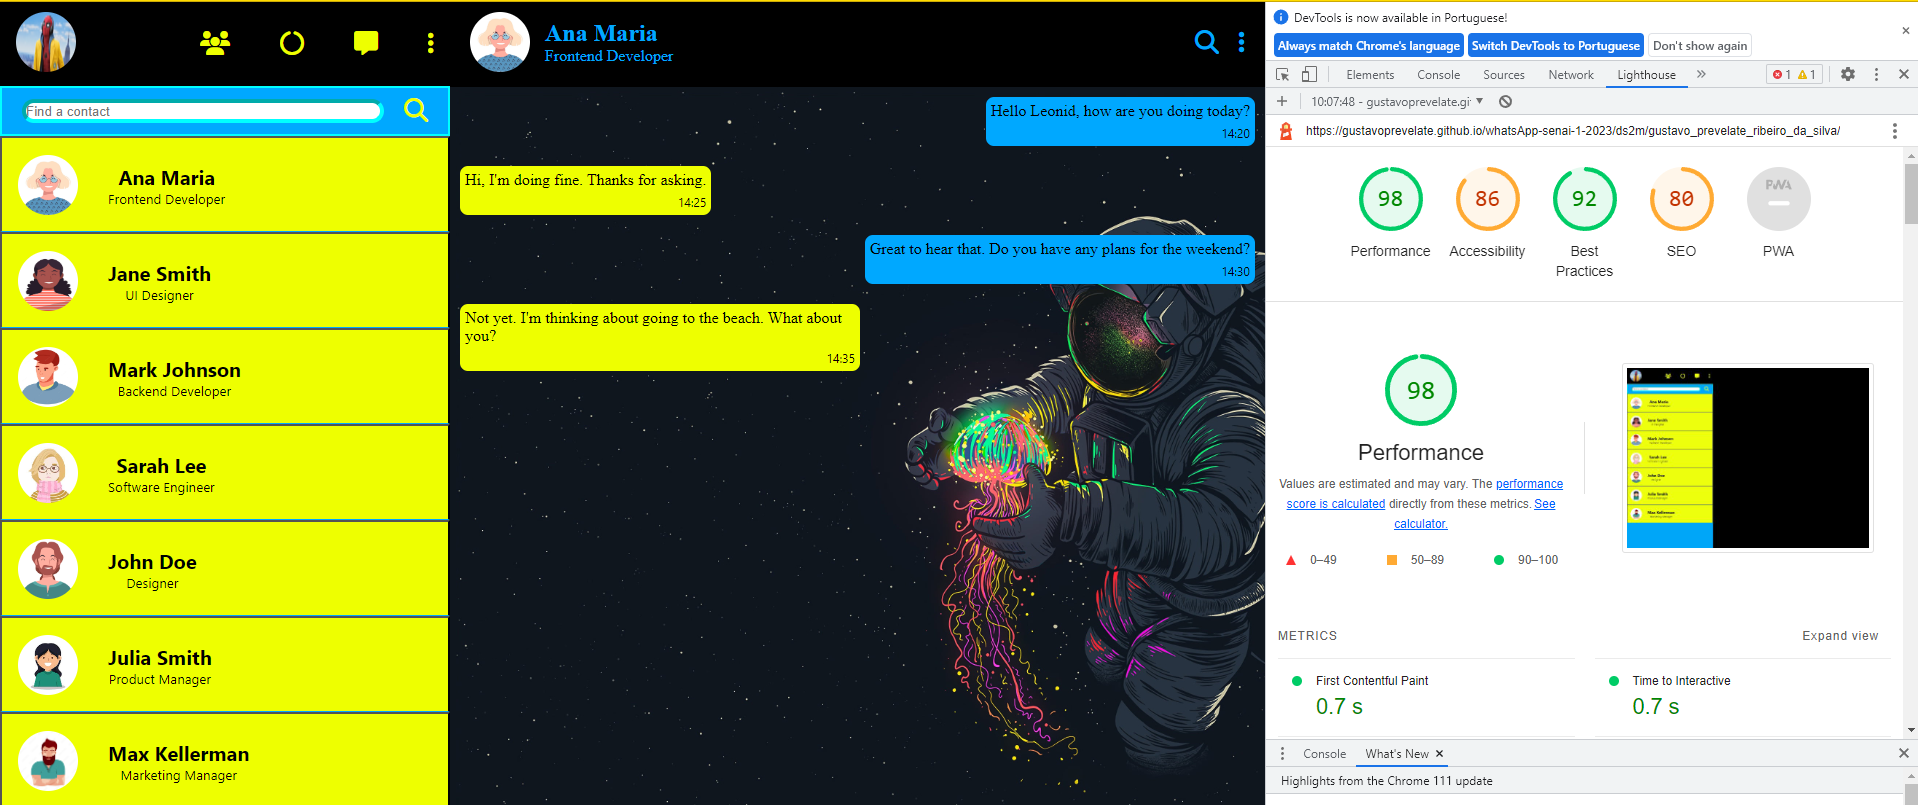 Ana Maria
Frontend Developer
Find a contact
Ana Maria
Frontend Developer
Jane Smith
UI Designer
Mark Johnson
Backend Developer
Sarah Lee
Software Engineer
John Doe
Designer
Julia Smith
Product Manager
Max Kellerman
Marketing Manager
Hello Leonid, how are you doing today?
14:20
Hi, I'm doing fine. Thanks for asking.
14:25
Great to hear that. Do you have any plans for the weekend?
14:30
Not yet. I'm thinking about going to the beach. What about
you?
14:35
DevTools is now available in Portuguese!
Always match Chrome's language Switch DevTools to Portuguese Don't show again
Elements Console Sources Network Lighthouse 1 1
10:07:48 - gustavoprevelate.gi
https://gustavoprevelate.github.io/whatsApp-senai-1-2023/ds2m/gustavo_prevelate_ribeiro_da_silva/
98 86 92 80 PWA
Performance Accessibility Best Practices SEO PWA
98
Performance
Values are estimated and may vary. The performance
score is calculated directly from these metrics. See
calculator.
0–49 50–89 90–100
METRICS Expand view
First Contentful Paint Time to Interactive
0.7 s 0.7 s
Console What's New
Highlights from the Chrome 111 update